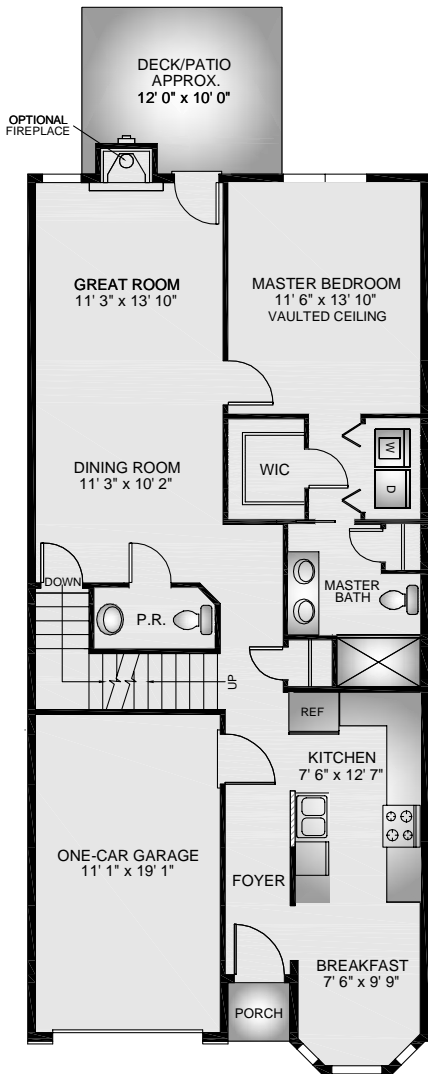 DECK/PATIO
APPROX.
12' 0" x 10' 0"
OPTIONAL
FIREPLACE
GREAT ROOM
11' 3" x 13' 10"
MASTER BEDROOM
11' 6" x 13' 10"
VAULTED CEILING
DINING ROOM
11' 3" x 10' 2"
WIC
W
D
DOWN
P.R.
MASTER
BATH
UP
REF
KITCHEN
7' 6" x 12' 7"
ONE-CAR GARAGE
11' 1" x 19' 1"
FOYER
BREAKFAST
7' 6" x 9' 9"
PORCH